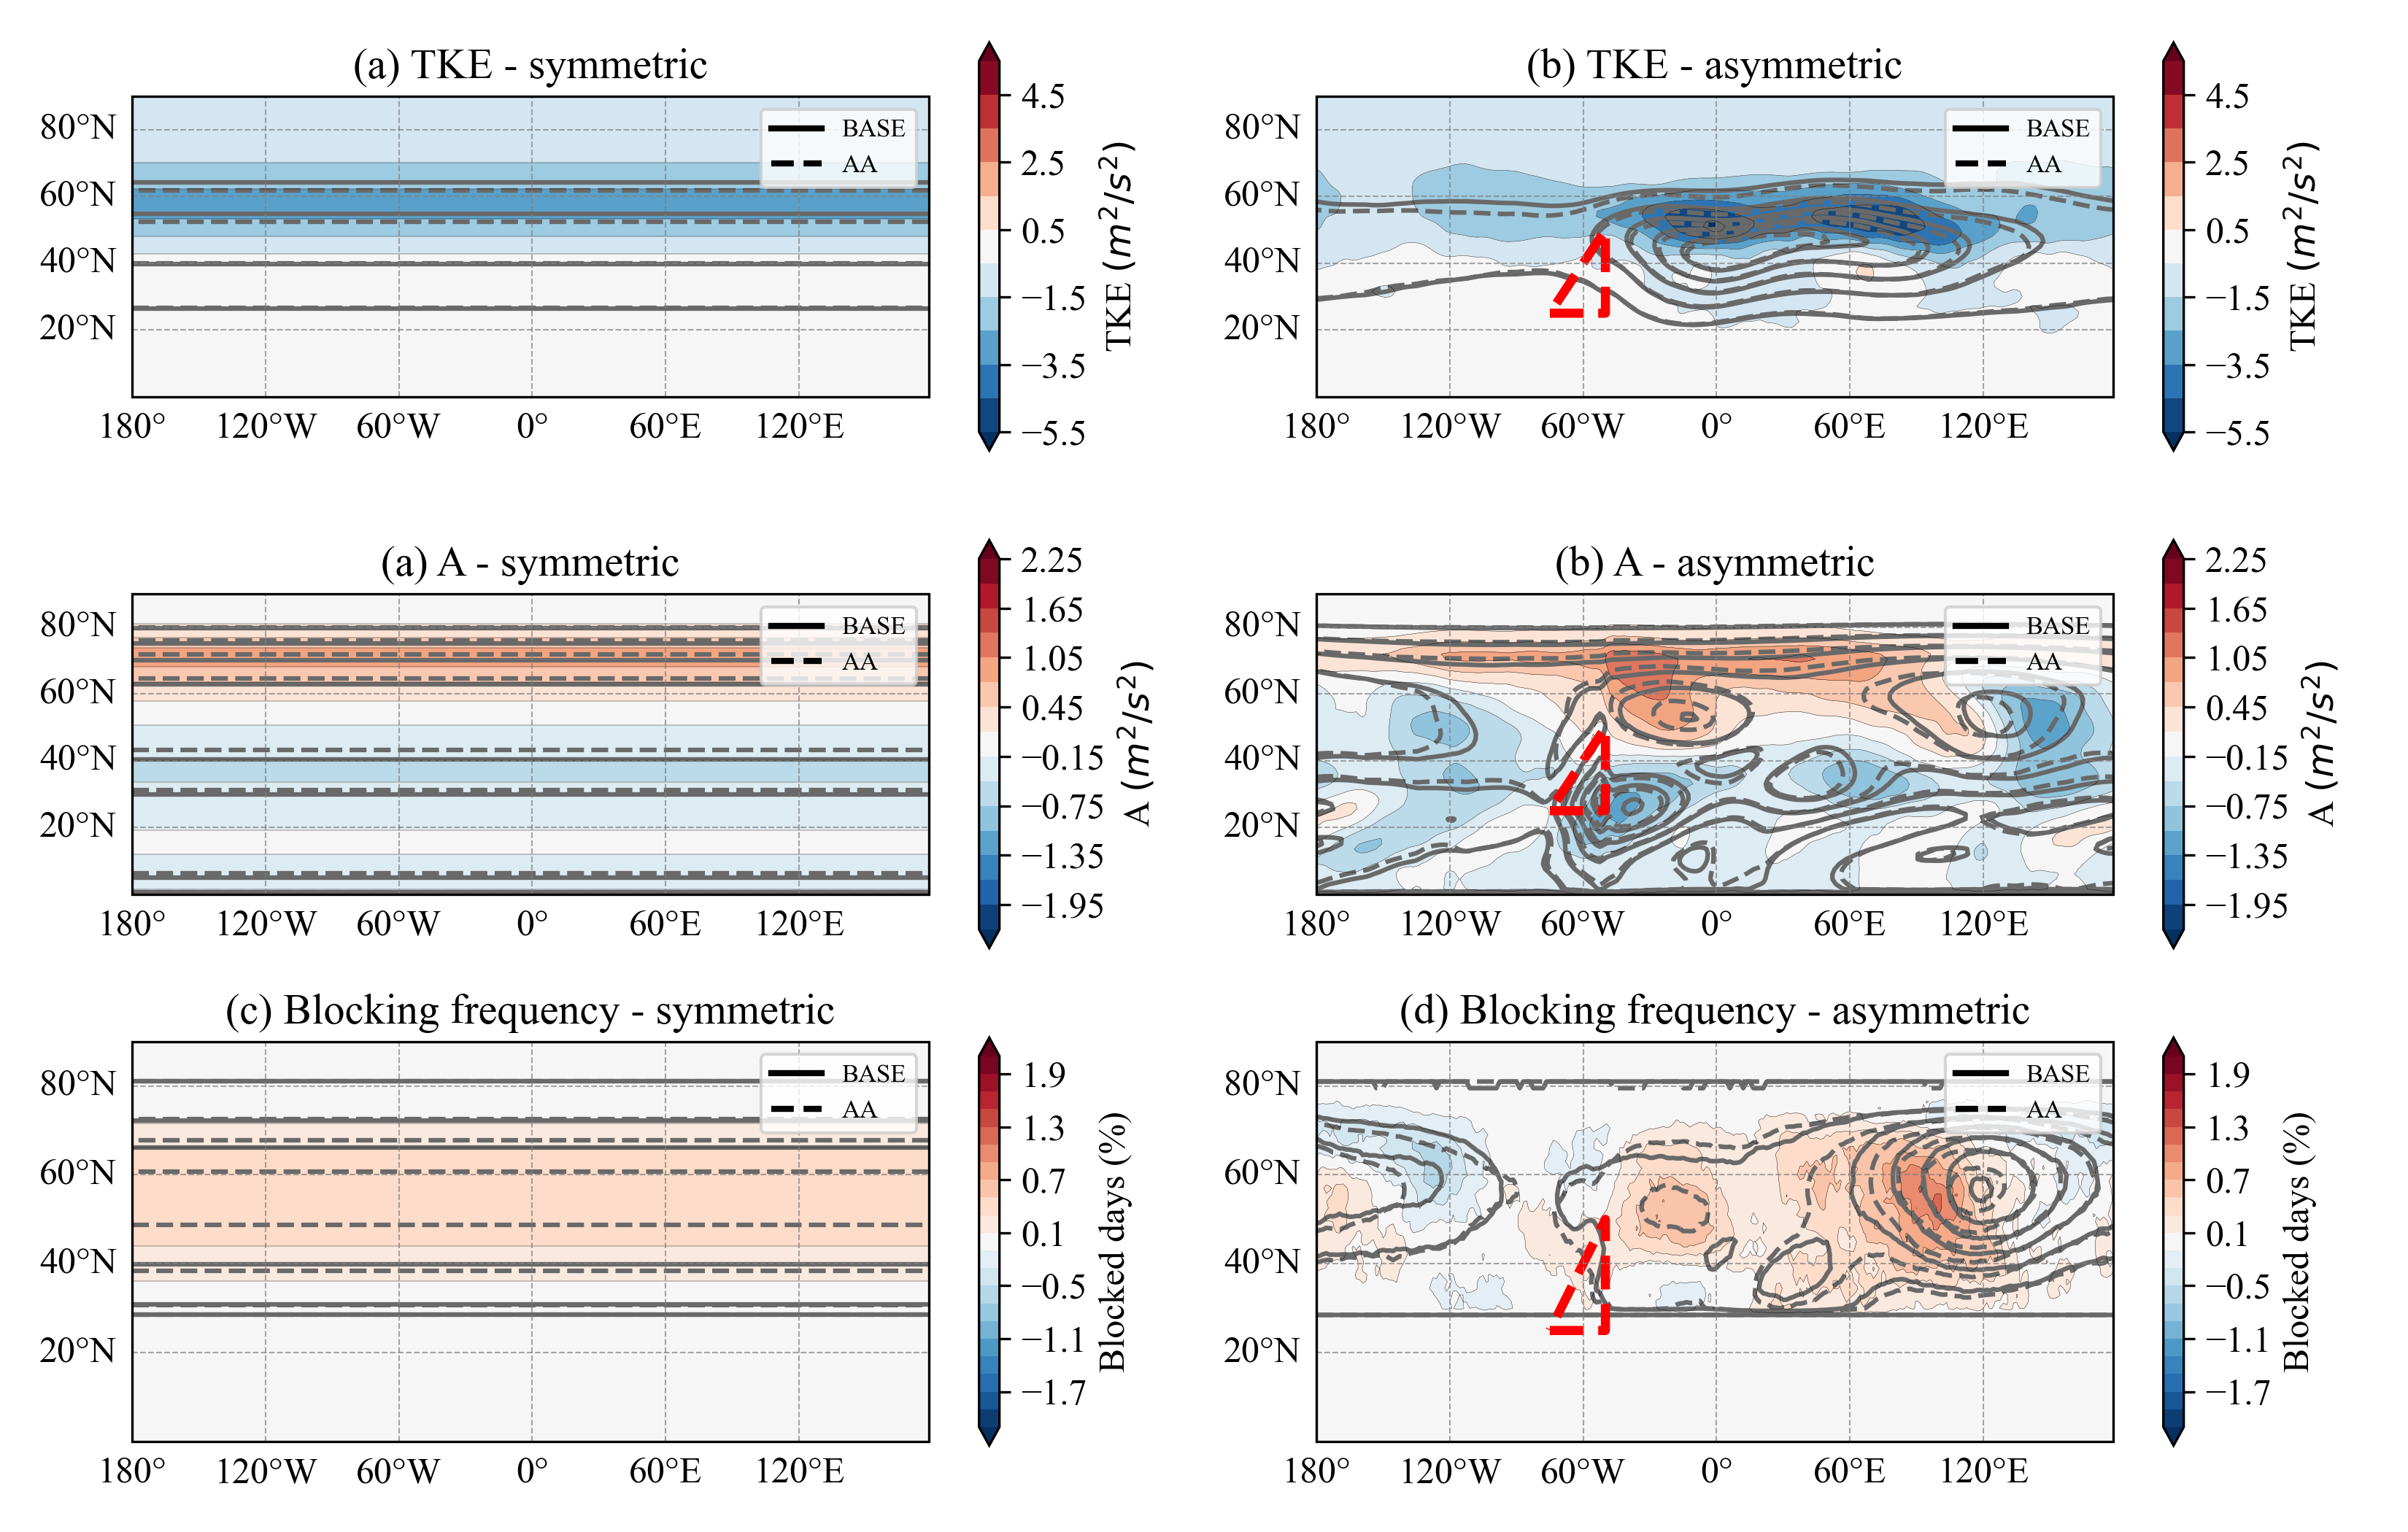 (a) TKE - symmetric
80°N
60°N
40°N
20°N
180° 120°W 60°W 0° 60°E 120°E
BASE
AA
4.5
2.5
0.5
−1.5
−3.5
−5.5
TKE (m²/s²)
(b) TKE - asymmetric
80°N
60°N
40°N
20°N
180° 120°W 60°W 0° 60°E 120°E
BASE
AA
4.5
2.5
0.5
−1.5
−3.5
−5.5
TKE (m²/s²)
(a) A - symmetric
80°N
60°N
40°N
20°N
180° 120°W 60°W 0° 60°E 120°E
BASE
AA
2.25
1.65
1.05
0.45
−0.15
−0.75
−1.35
−1.95
A (m²/s²)
(b) A - asymmetric
80°N
60°N
40°N
20°N
180° 120°W 60°W 0° 60°E 120°E
BASE
AA
2.25
1.65
1.05
0.45
−0.15
−0.75
−1.35
−1.95
A (m²/s²)
(c) Blocking frequency - symmetric
80°N
60°N
40°N
20°N
180° 120°W 60°W 0° 60°E 120°E
BASE
AA
1.9
1.3
0.7
0.1
−0.5
−1.1
−1.7
Blocked days (%)
(d) Blocking frequency - asymmetric
80°N
60°N
40°N
20°N
180° 120°W 60°W 0° 60°E 120°E
BASE
AA
1.9
1.3
0.7
0.1
−0.5
−1.1
−1.7
Blocked days (%)